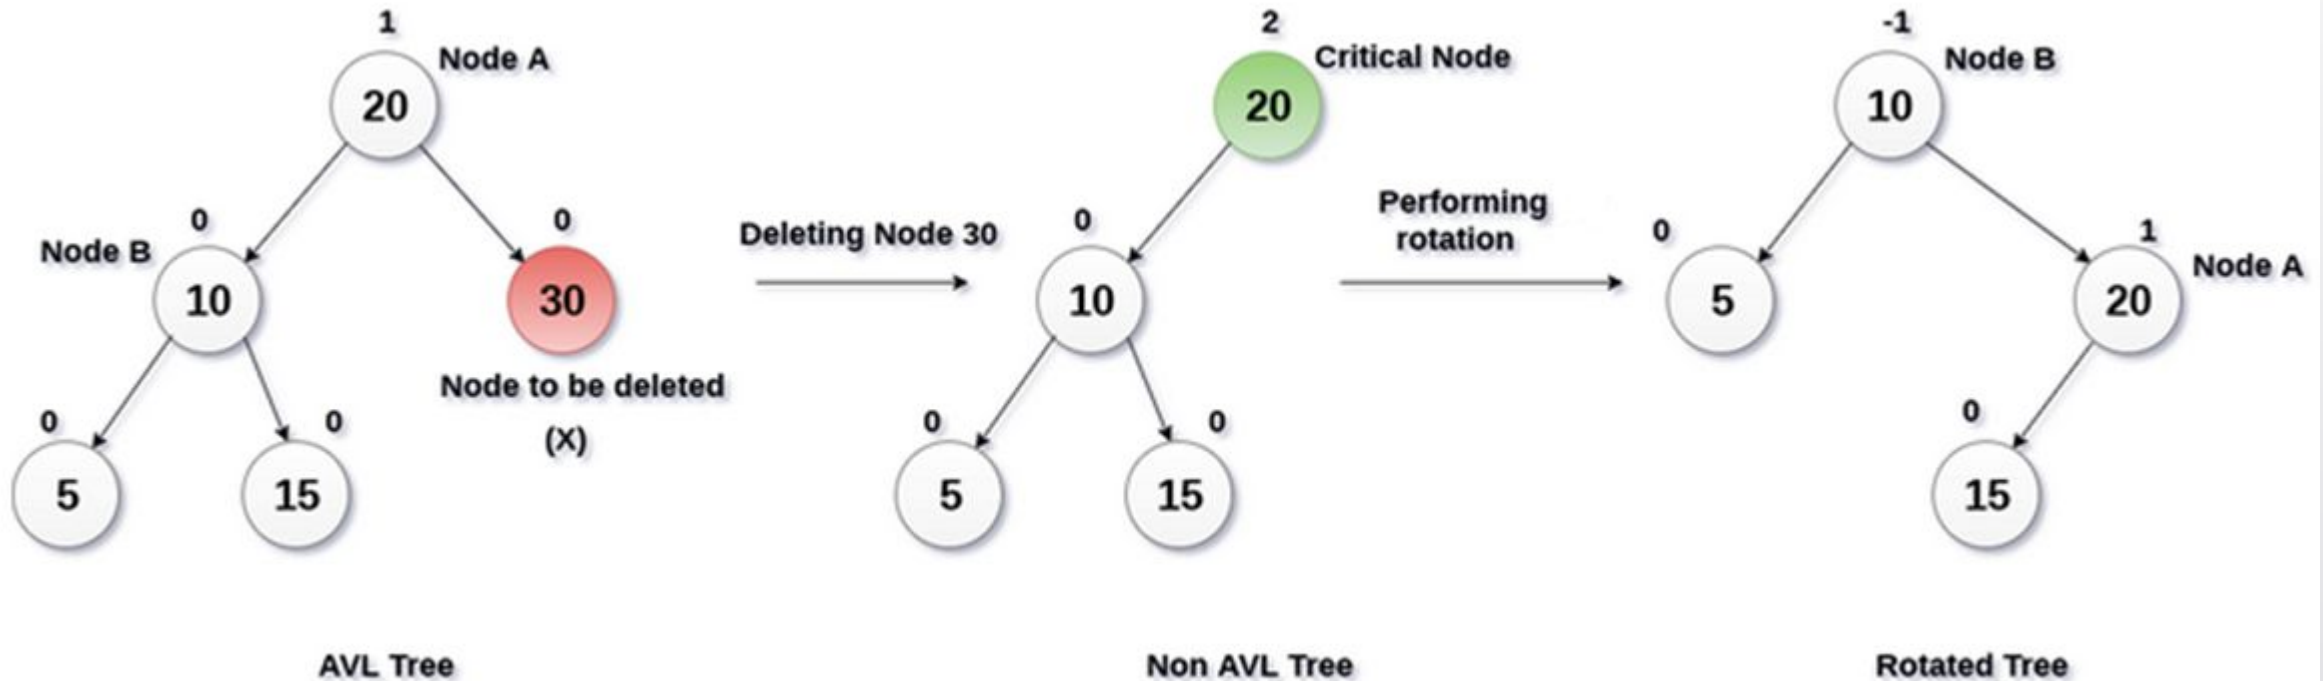 1
Node A
20
0
Node B
10
0
30
Node to be deleted
(X)
0
5
0
15
AVL Tree
Deleting Node 30
2
Critical Node
20
0
10
0
5
0
15
Non AVL Tree
Performing
rotation
-1
Node B
10
0
5
1
Node A
20
0
15
Rotated Tree